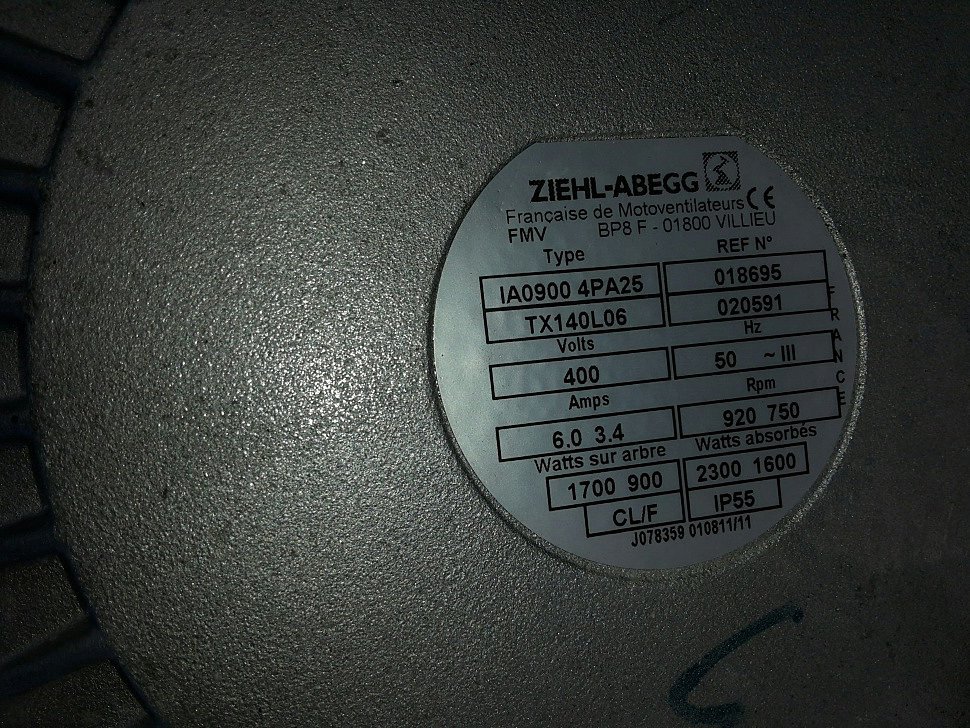 ZIEHL-ABEGG
Française de Motoventilateurs CE
FMV BP8 F - 01800 VILLIEU
Type REF N°
IA0900 4PA25 018695
TX140L06 020591
Volts Hz
400 50 ~ III
Amps Rpm
6.0 3.4 920 750
Watts sur arbre Watts absorbés
1700 900 2300 1600
CL/F IP55
J078359 010811/11
FRANCE